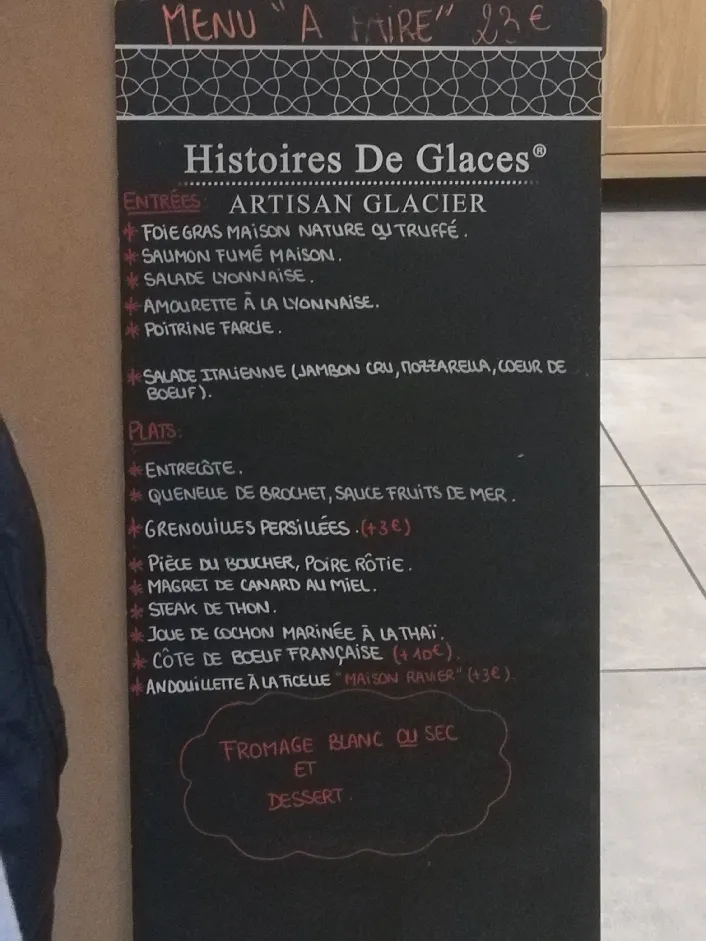 MENU "A FAIRE" 23€
Histoires De Glaces®
ENTRÉES: ARTISAN GLACIER
* FOIE GRAS MAISON NATURE OU TRUFFÉ.
* SAUMON FUMÉ MAISON.
* SALADE LYONNAISE.
* AMOURETTE À LA LYONNAISE.
* POITRINE FARCIE.
* SALADE ITALIENNE (JAMBON CRU, MOZZARELLA, COEUR DE
BOEUF).
PLATS:
* ENTRECÔTE.
* QUENELLE DE BROCHET, SAUCE FRUITS DE MER.
* GRENOUILLES PERSILLÉES. (+3€)
* PIÈCE DU BOUCHER, POIRE RÔTIE.
* MAGRET DE CANARD AU MIEL.
* STEAK DE THON.
* JOUE DE COCHON MARINÉE À LA THAÏ.
* CÔTE DE BOEUF FRANÇAISE (+10€).
* ANDOUILLETTE À LA FICELLE "MAISON RAVIER" (+3€).
FROMAGE BLANC OU SEC
ET
DESSERT.